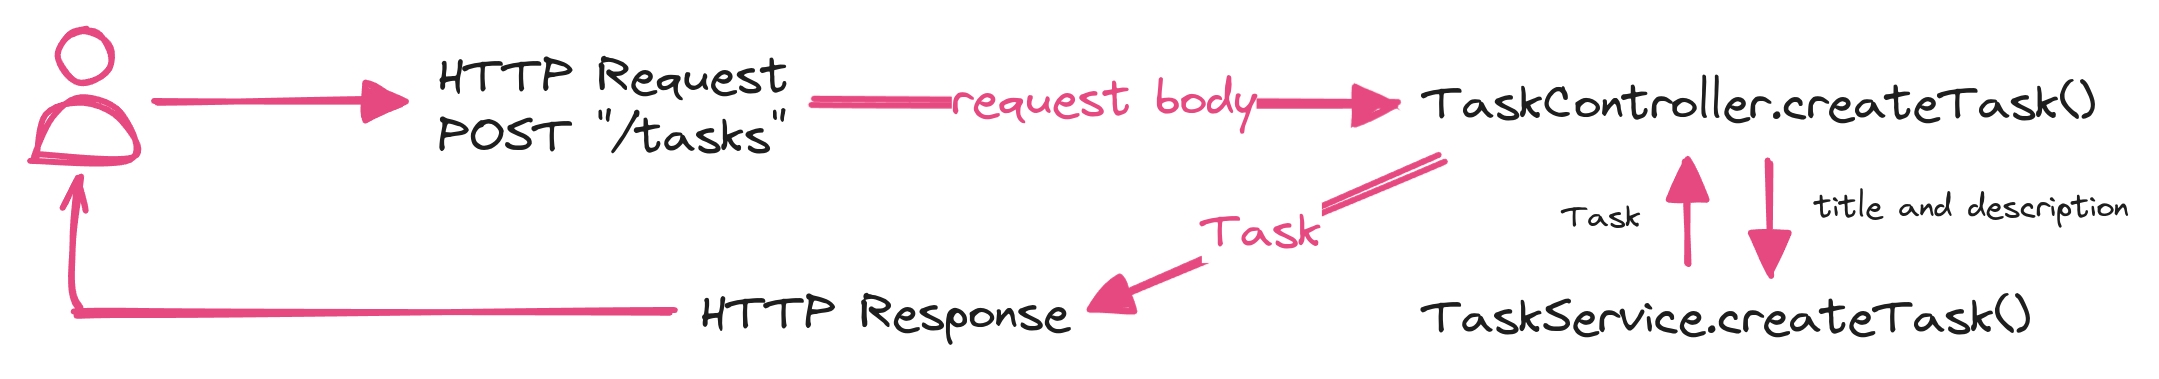 HTTP Request
POST "/tasks"
request body
TaskController.createTask()
Task
title and description
Task
HTTP Response
TaskService.createTask()